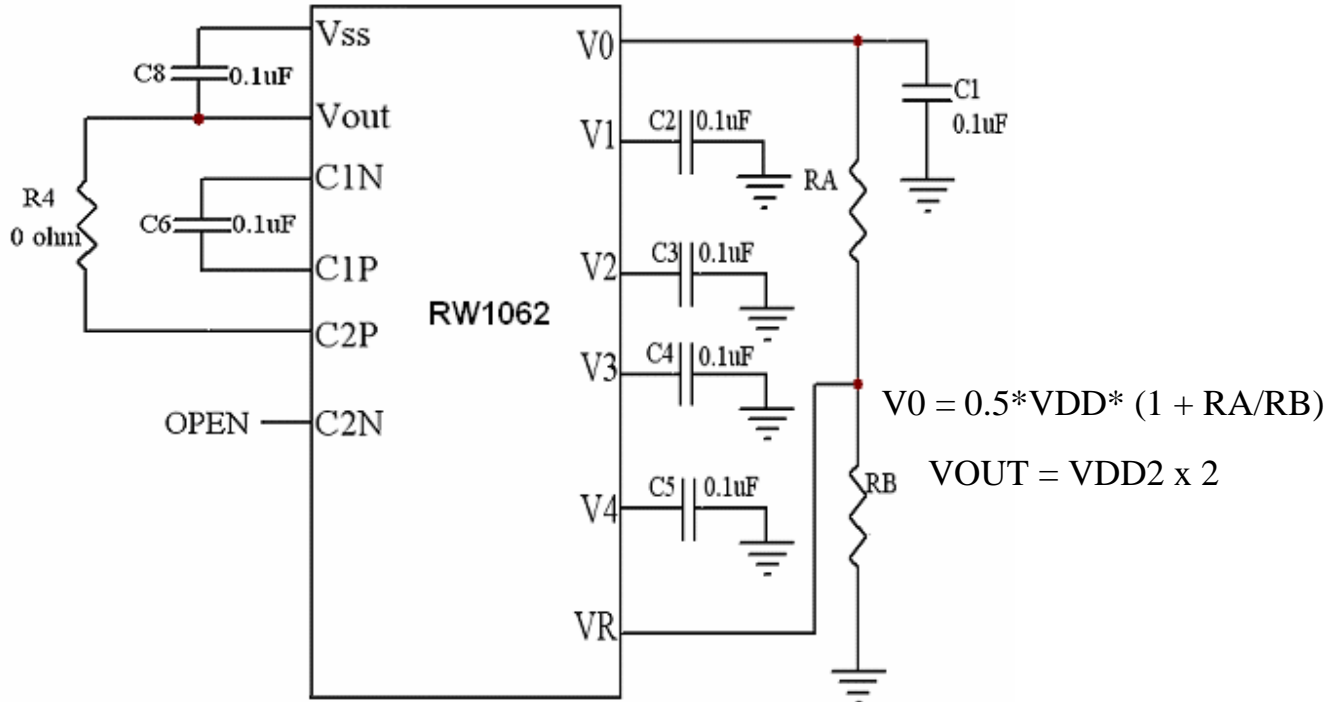 Vss
C8 0.1uF
Vout
C1N
R4
0 ohm
C6 0.1uF
C1P
C2P
OPEN
C2N
RW1062
V0
C1
0.1uF
C2 0.1uF
V1
RA
C3 0.1uF
V2
C4 0.1uF
V3
V0 = 0.5*VDD* (1 + RA/RB)
VOUT = VDD2 x 2
C5 0.1uF
V4
RB
VR